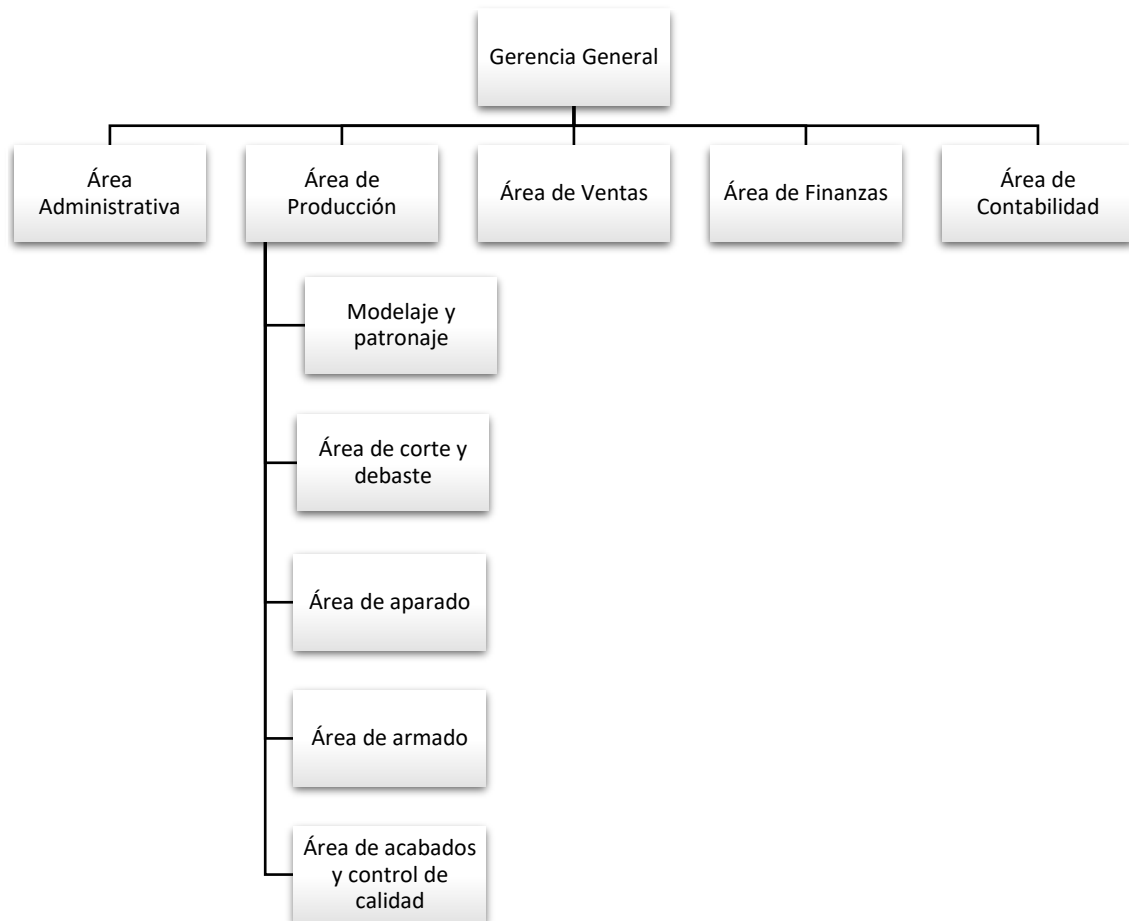 Gerencia General
Área
Administrativa
Área de
Producción
Área de Ventas
Área de Finanzas
Área de
Contabilidad
Modelaje y
patronaje
Área de corte y
debaste
Área de aparado
Área de armado
Área de acabados
y control de
calidad